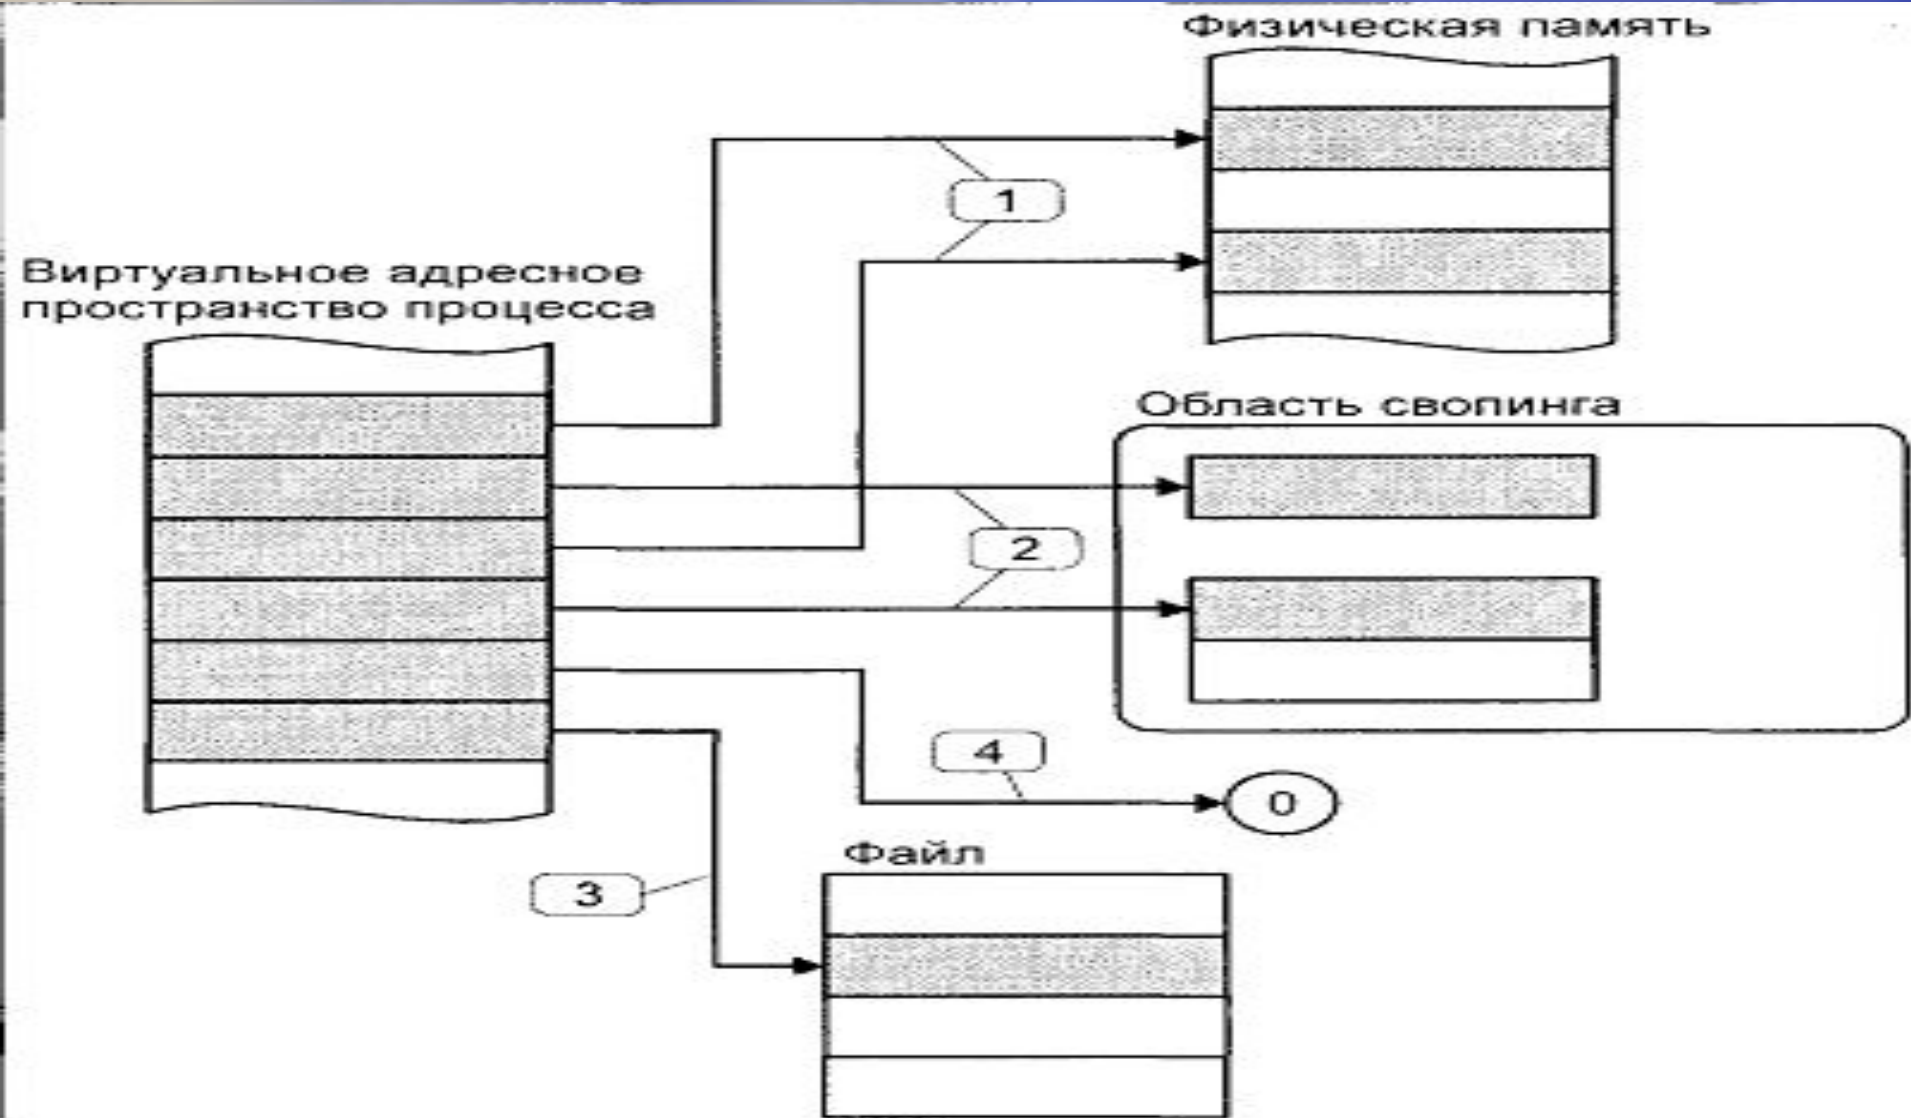 Физическая память
1
Виртуальное адресное
пространство процесса
Область свопинга
2
4
0
Файл
3